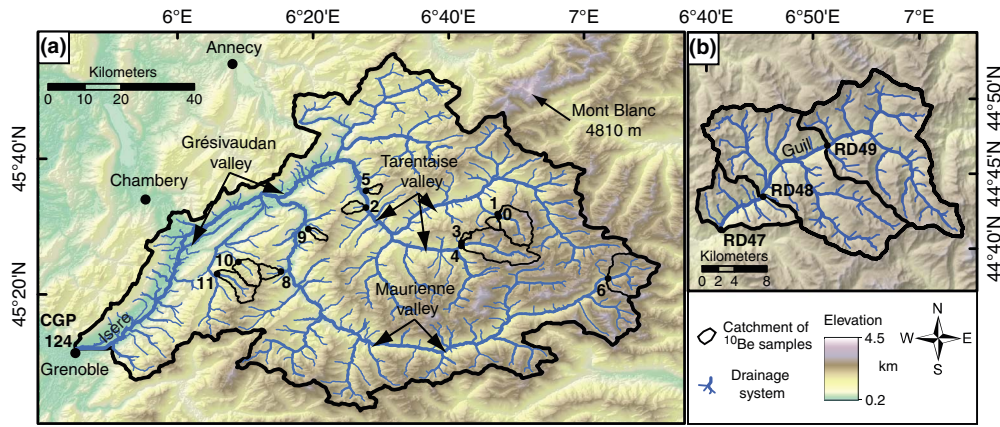 6°E 6°20'E 6°40'E 7°E
6°40'E 6°50'E 7°E
(a)
Annecy
Kilometers
0 10 20 40
Mont Blanc
4810 m
Grésivaudan
valley
Tarentaise
valley
Chambery
45°40'N
45°20'N
5
2
1
0
3
4
9
10
11
8
6
Maurienne
valley
CGP
124
Isère
Grenoble
(b)
Guil
RD49
RD48
RD47
Kilometers
0 2 4 8
44°50'N
44°45'N
44°40'N
Catchment of
¹⁰Be samples
Drainage
system
Elevation
4.5
km
0.2
N
W E
S